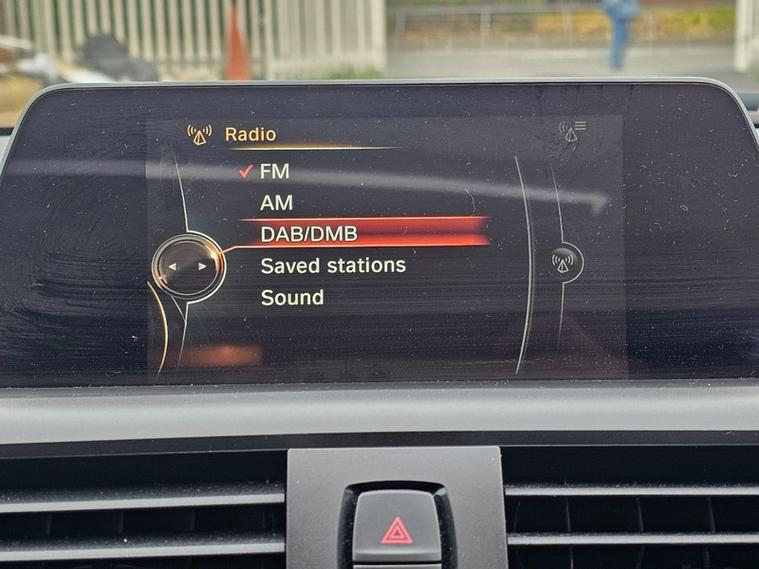 Radio
FM
AM
DAB/DMB
Saved stations
Sound